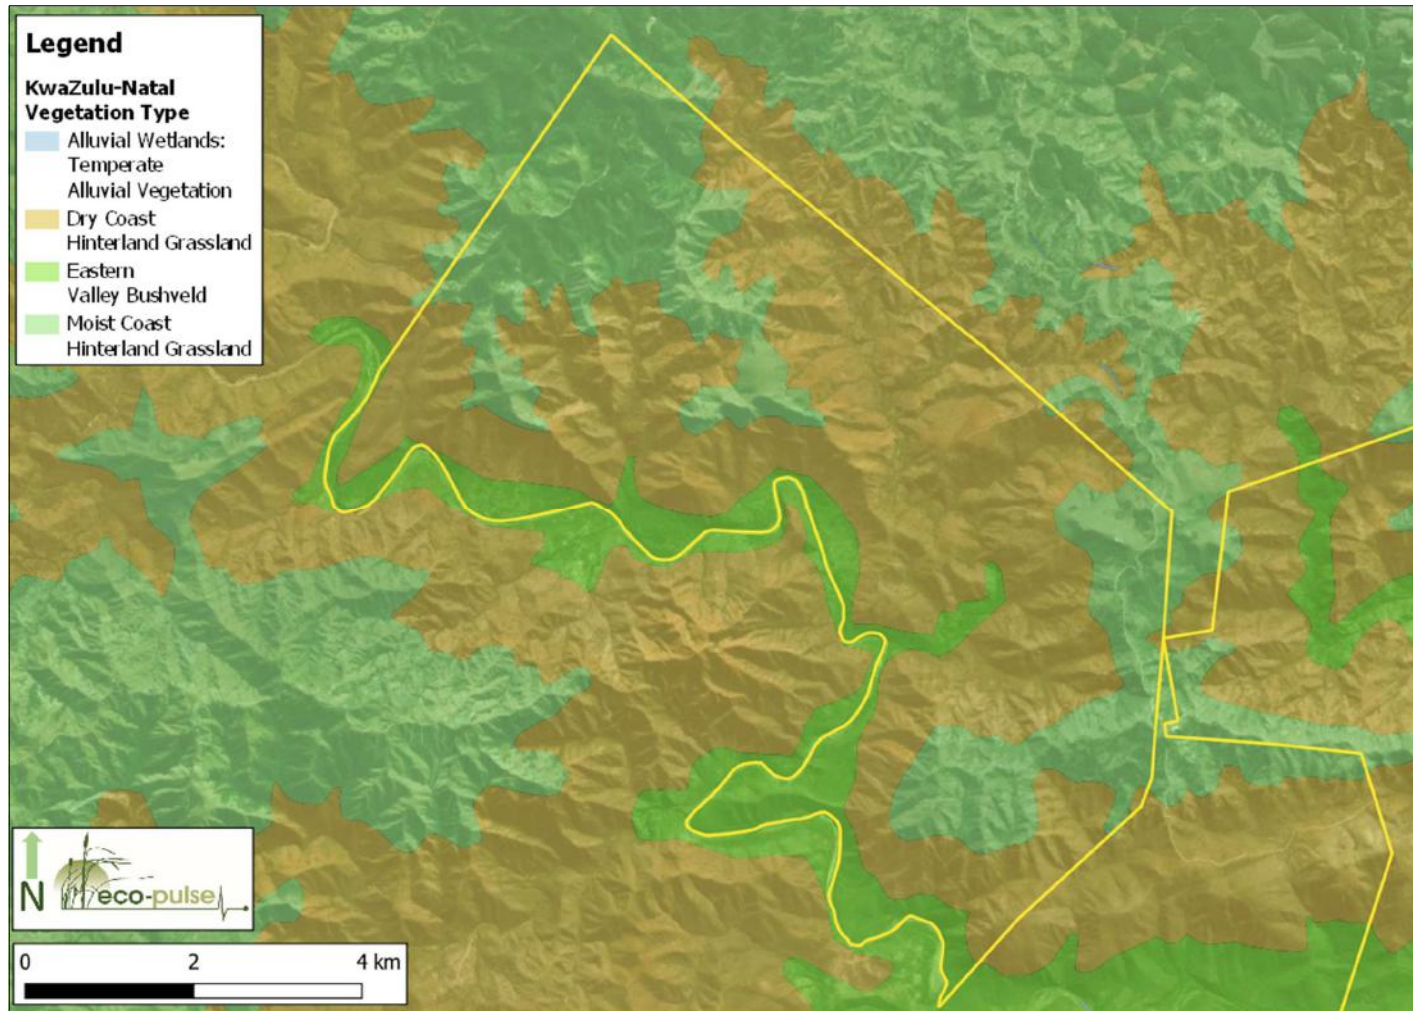 Legend
KwaZulu-Natal
Vegetation Type
Alluvial Wetlands:
Temperate
Alluvial Vegetation
Dry Coast
Hinterland Grassland
Eastern
Valley Bushveld
Moist Coast
Hinterland Grassland
N
eco-pulse
0 2 4 km